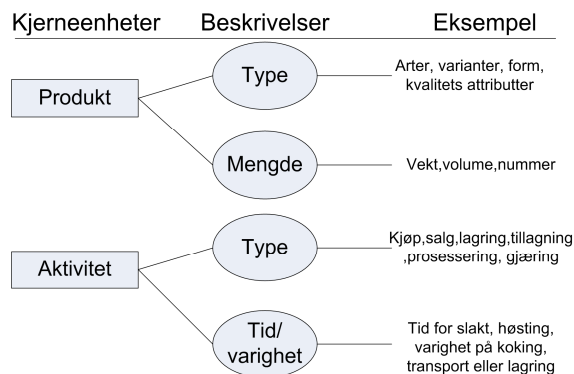 Kjerneenheter Beskrivelser Eksempel
Produkt
Type
Arter, varianter, form,
kvalitets attributter
Mengde
Vekt,volume,nummer
Aktivitet
Type
Kjøp,salg,lagring,tillagning
,prosessering, gjæring
Tid/
varighet
Tid for slakt, høsting,
varighet på koking,
transport eller lagring